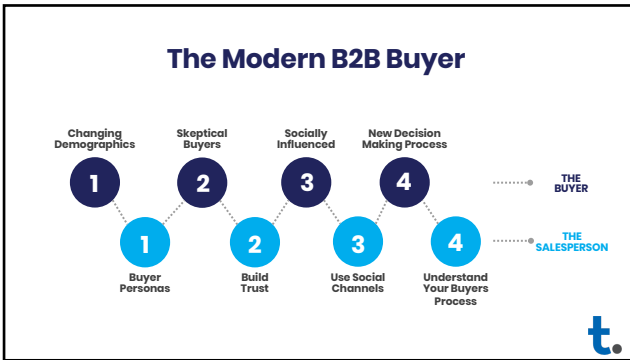 The Modern B2B Buyer
Changing
Demographics
Skeptical
Buyers
Socially
Influenced
New Decision
Making Process
1
2
3
4
THE
BUYER
1
2
3
4
THE
SALESPERSON
Buyer
Personas
Build
Trust
Use Social
Channels
Understand
Your Buyers
Process
t.